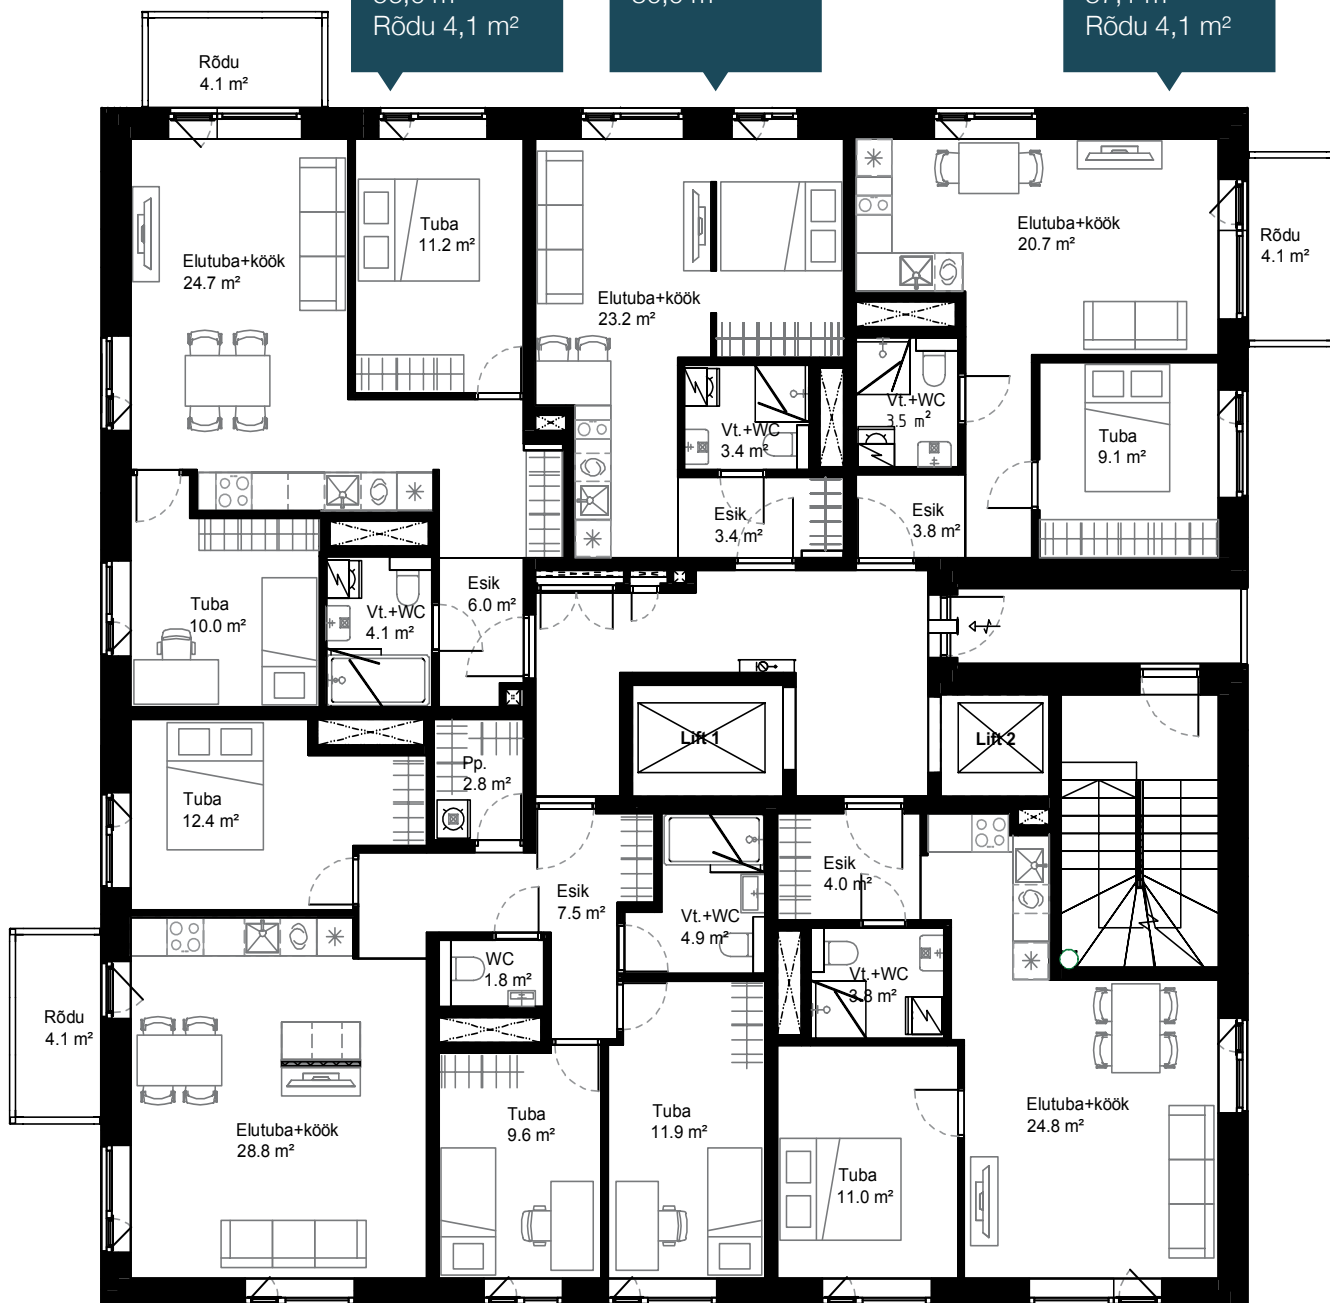 Rõdu 4,1 m²
Rõdu 4,1 m²
Rõdu
4.1 m²
Tuba
11.2 m²
Elutuba+köök
24.7 m²
Elutuba+köök
23.2 m²
Elutuba+köök
20.7 m²
Rõdu
4.1 m²
Vt.+WC
3.4 m²
Vt.+WC
3.5 m²
Tuba
9.1 m²
Esik
3.4 m²
Esik
3.8 m²
Tuba
10.0 m²
Vt.+WC
4.1 m²
Esik
6.0 m²
Lift 1
Lift 2
Pp.
2.8 m²
Tuba
12.4 m²
Esik
7.5 m²
Esik
4.0 m²
Vt.+WC
4.9 m²
WC
1.8 m²
Vt.+WC
3.8 m²
Rõdu
4.1 m²
Elutuba+köök
28.8 m²
Tuba
9.6 m²
Tuba
11.9 m²
Elutuba+köök
24.8 m²
Tuba
11.0 m²